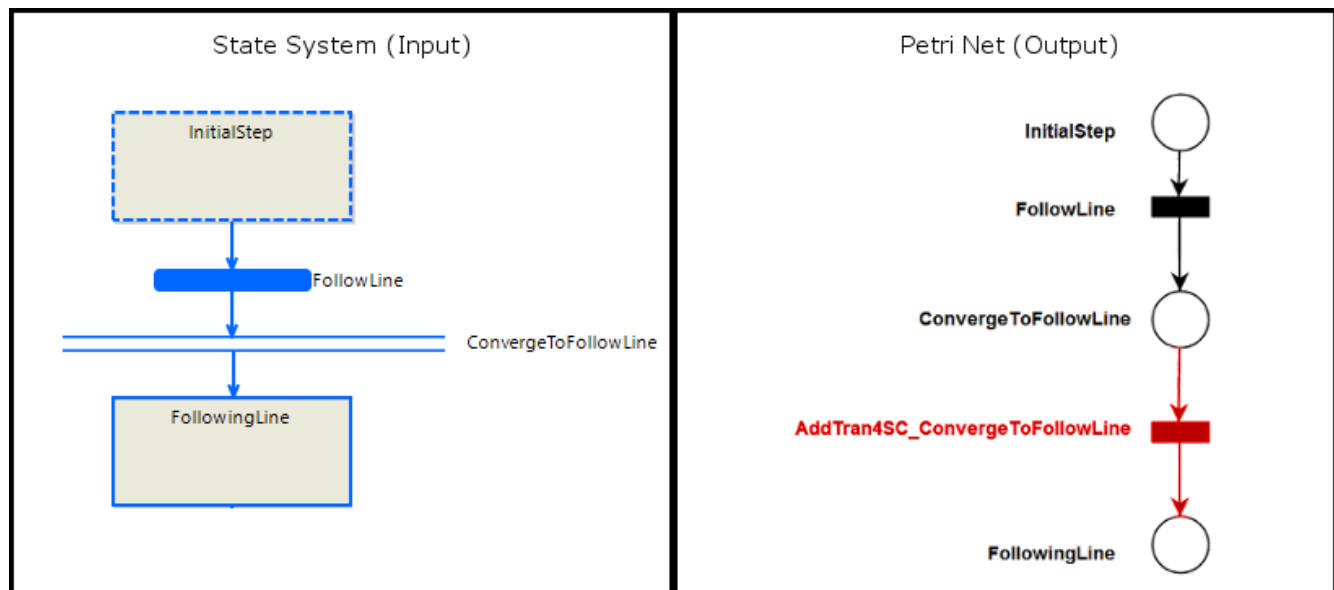 State System (Input)
InitialStep
FollowLine
ConvergeToFollowLine
FollowingLine
Petri Net (Output)
InitialStep
FollowLine
ConvergeToFollowLine
AddTran4SC_ConvergeToFollowLine
FollowingLine